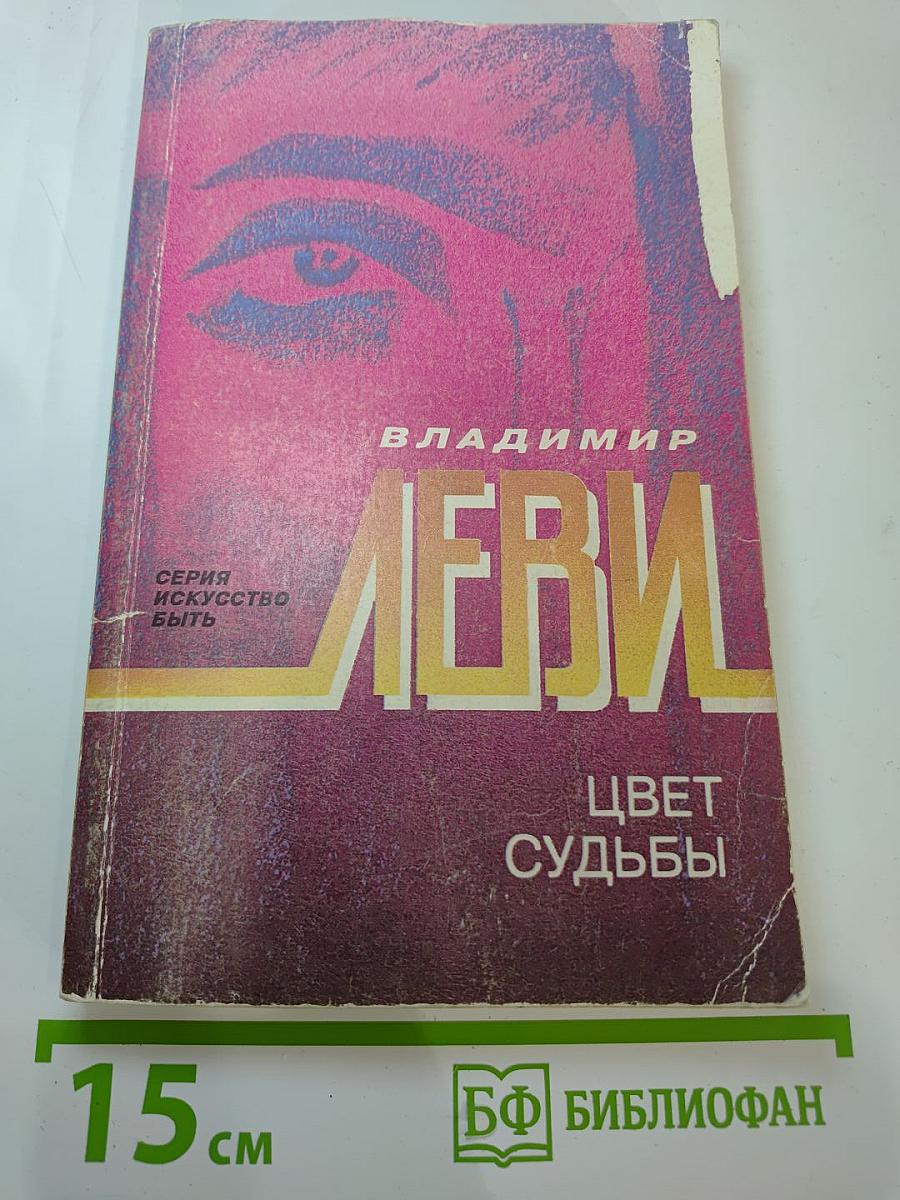 ВЛАДИМИР
ЛЕВИ
СЕРИЯ
ИСКУССТВО
БЫТЬ
ЦВЕТ
СУДЬБЫ
15 СМ
БФ БИБЛИОФАН